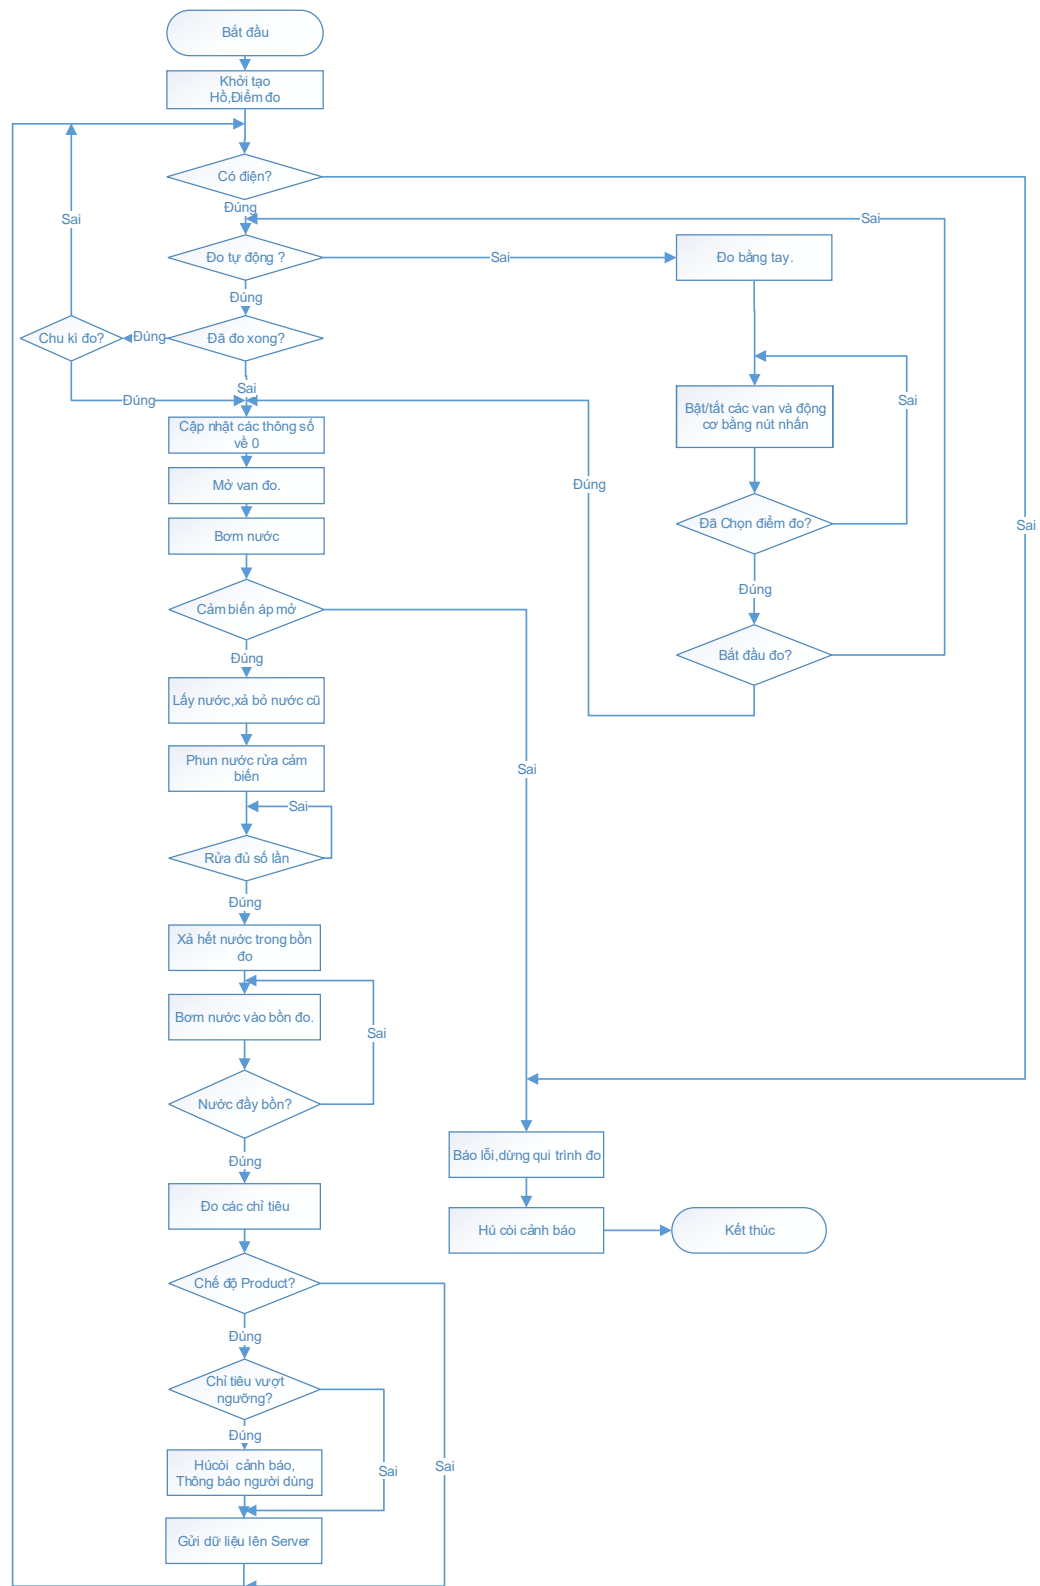 Bắt đầu
Khởi tạo
Hồ,Điểm đo
Có điện?
Đúng
Sai
Sai
Đo tự động ?
Sai
Đo bằng tay.
Đúng
Chu kì đo?
Đúng
Đã đo xong?
Sai
Đúng
Sai
Bật/tắt các van và động
cơ bằng nút nhấn
Cập nhật các thông số
về 0
Mở van đo.
Đúng
Bơm nước
Đã Chọn điểm đo?
Sai
Đúng
Cảm biến áp mở
Đúng
Bắt đầu đo?
Lấy nước,xả bỏ nước cũ
Phun nước rửa cảm
biến
Sai
Sai
Rửa đủ số lần
Đúng
Xả hết nước trong bồn
đo
Bơm nước vào bồn đo.
Sai
Nước đầy bồn?
Đúng
Báo lỗi,dừng qui trình đo
Đo các chỉ tiêu
Hú còi cảnh báo
Kết thúc
Chế độ Product?
Đúng
Chỉ tiêu vượt
ngưỡng?
Đúng
Húcòi cảnh báo,
Thông báo người dùng
Sai
Sai
Gửi dữ liệu lên Server